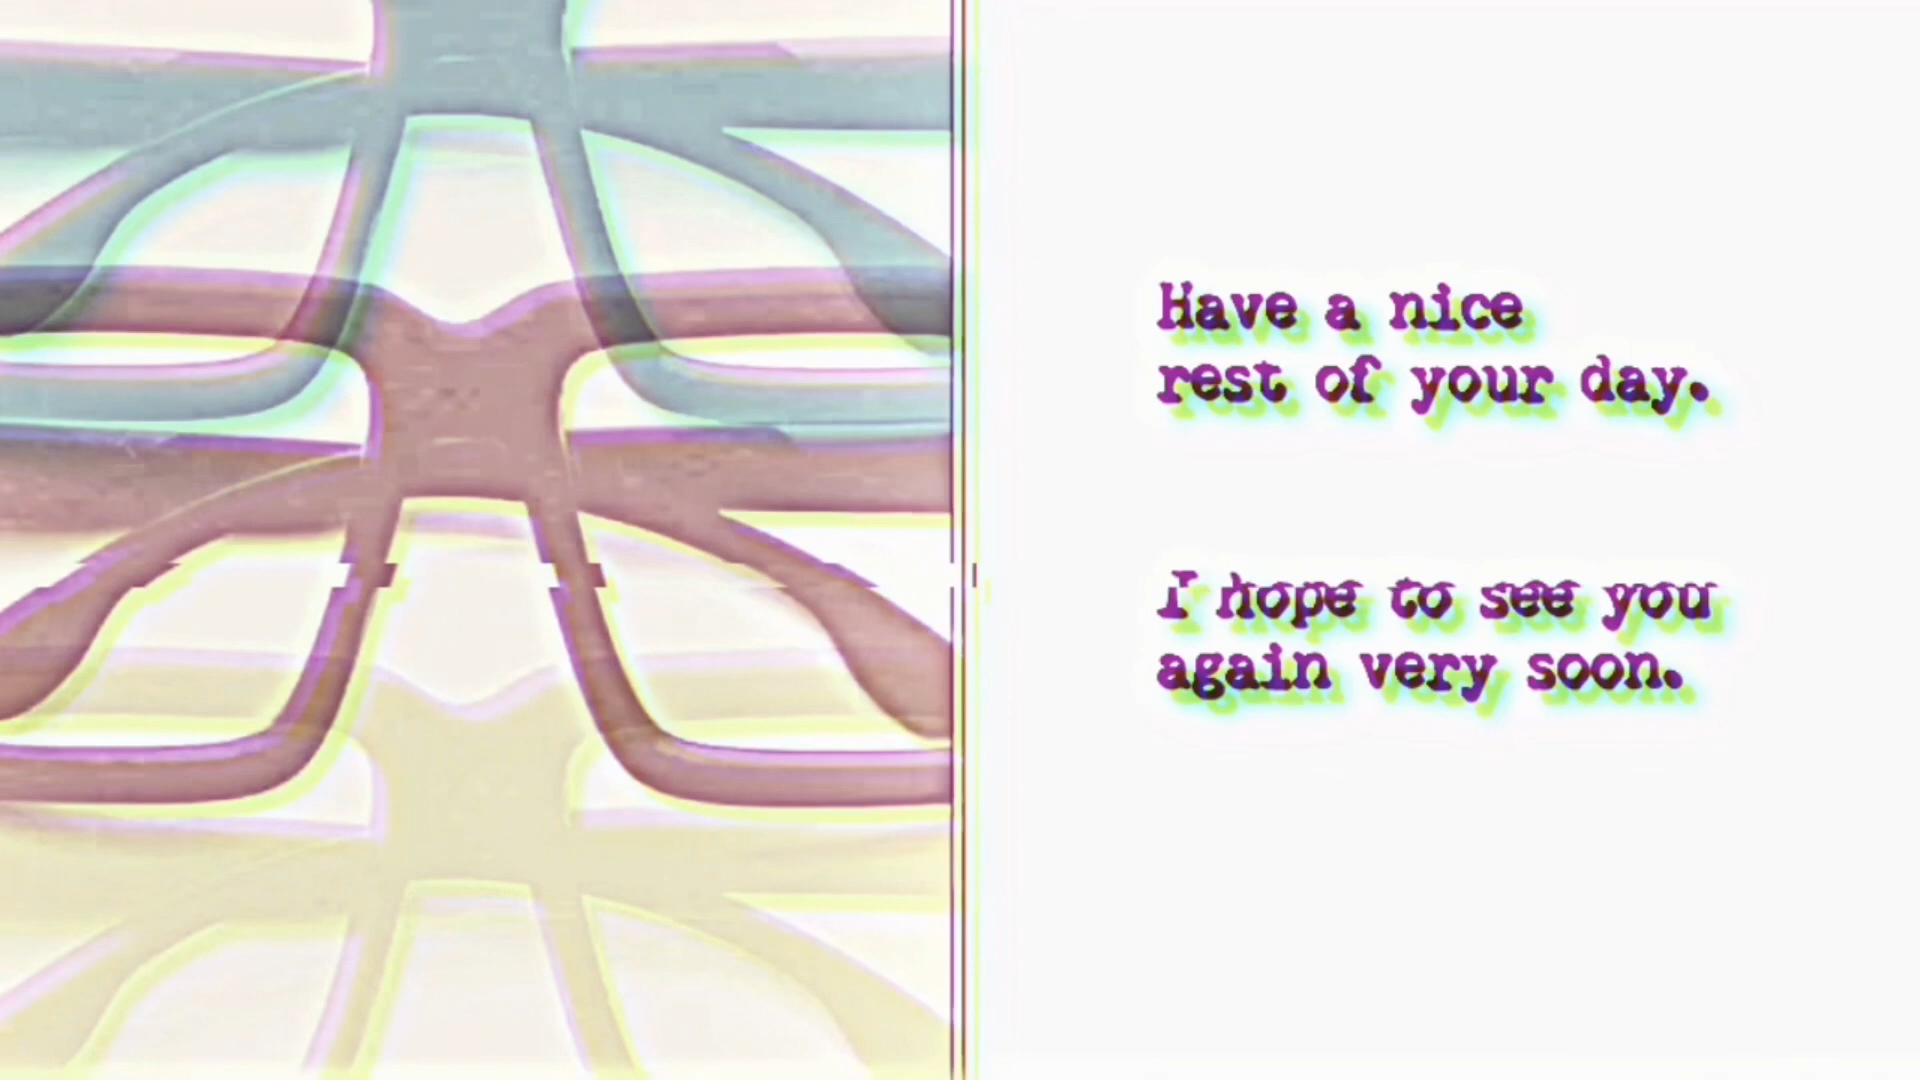 Have a nice
rest of your day.
I hope to see you
again very soon.